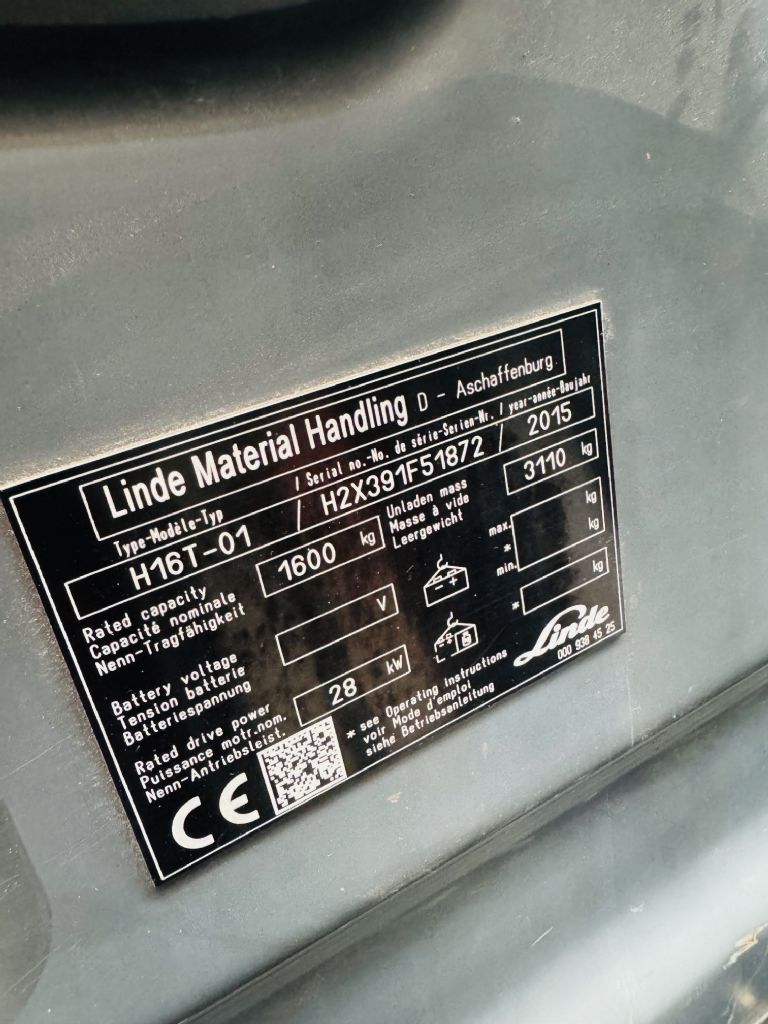 Linde Material Handling D - Aschaffenburg
Type-Modèle-Typ / Serial no.-No. de série-Serien-Nr. / year-année-Baujahr
H16T-01 / H2X391F51872 / 2015
Rated capacity
Capacité nominale
Nenn-Tragfähigkeit
1600 kg
Unladen mass
Masse à vide
Leergewicht
3110 kg
Battery voltage
Tension batterie
Batteriespannung
V
- +
max. kg
*
min. kg
* kg
Rated drive power
Puissance motr.nom.
Nenn-Antriebsleist.
28 kW
* see Operating instructions
voir Mode d'emploi
siehe Betriebsanleitung
Linde
000 938 45 25
CE